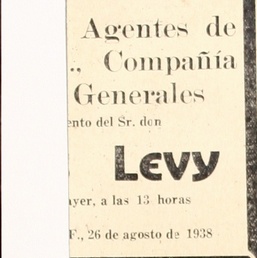 Agentes de
., Compañía
Generales
ento del Sr. don
LEVY
ayer, a las 13 horas
F., 26 de agosto de 1938